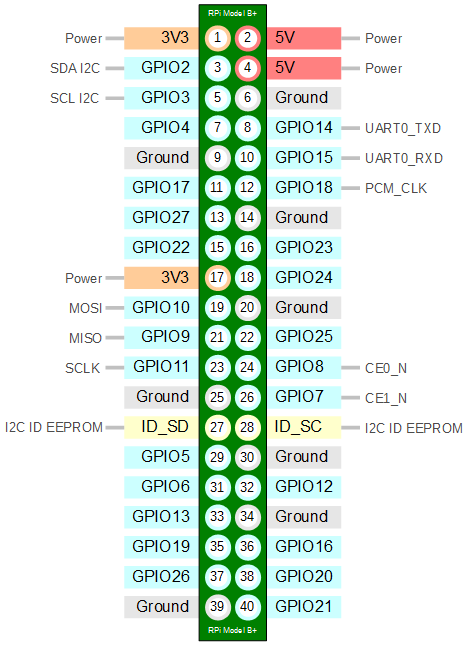 RPi Model B+
Power 3V3 1 2 5V Power
SDA I2C GPIO2 3 4 5V Power
SCL I2C GPIO3 5 6 Ground
GPIO4 7 8 GPIO14 UART0_TXD
Ground 9 10 GPIO15 UART0_RXD
GPIO17 11 12 GPIO18 PCM_CLK
GPIO27 13 14 Ground
GPIO22 15 16 GPIO23
Power 3V3 17 18 GPIO24
MOSI GPIO10 19 20 Ground
MISO GPIO9 21 22 GPIO25
SCLK GPIO11 23 24 GPIO8 CE0_N
Ground 25 26 GPIO7 CE1_N
I2C ID EEPROM ID_SD 27 28 ID_SC I2C ID EEPROM
GPIO5 29 30 Ground
GPIO6 31 32 GPIO12
GPIO13 33 34 Ground
GPIO19 35 36 GPIO16
GPIO26 37 38 GPIO20
Ground 39 40 GPIO21
RPi Model B+